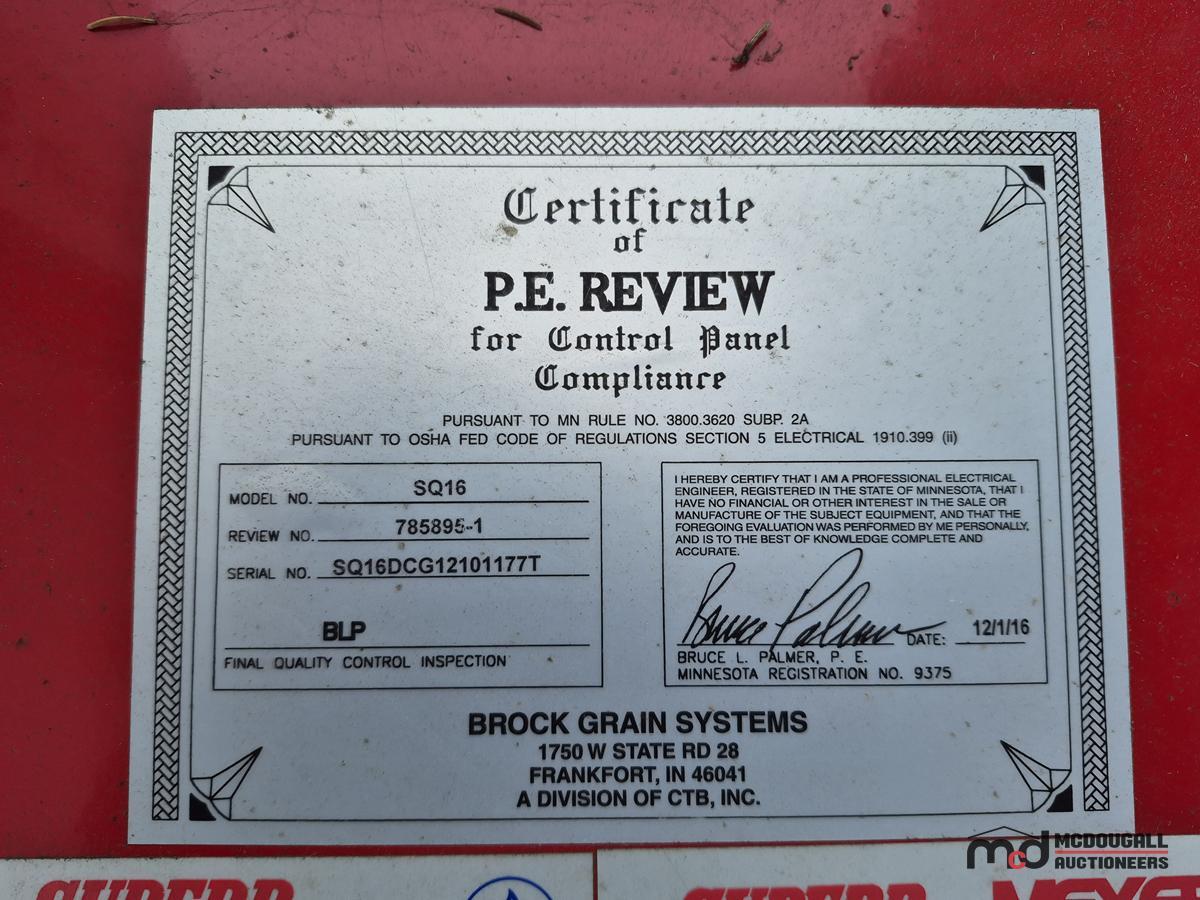 Certificate
of
P.E. REVIEW
for Control Panel
Compliance
PURSUANT TO MN RULE NO. 3800.3620 SUBP. 2A
PURSUANT TO OSHA FED CODE OF REGULATIONS SECTION 5 ELECTRICAL 1910.399 (ii)
MODEL NO. SQ16
REVIEW NO. 785895-1
SERIAL NO. SQ16DCG12101177T
BLP
FINAL QUALITY CONTROL INSPECTION
I HEREBY CERTIFY THAT I AM A PROFESSIONAL ELECTRICAL
ENGINEER, REGISTERED IN THE STATE OF MINNESOTA, THAT I
HAVE NO FINANCIAL OR OTHER INTEREST IN THE SALE OR
MANUFACTURE OF THE SUBJECT EQUIPMENT, AND THAT THE
FOREGOING EVALUATION WAS PERFORMED BY ME PERSONALLY,
AND IS TO THE BEST OF KNOWLEDGE COMPLETE AND
ACCURATE.
Bruce Palmer DATE: 12/1/16
BRUCE L. PALMER, P. E.
MINNESOTA REGISTRATION NO. 9375
BROCK GRAIN SYSTEMS
1750 W STATE RD 28
FRANKFORT, IN 46041
A DIVISION OF CTB, INC.
SUPERB
SUPERB
MEYER
mcd MCDOUGALL
AUCTIONEERS